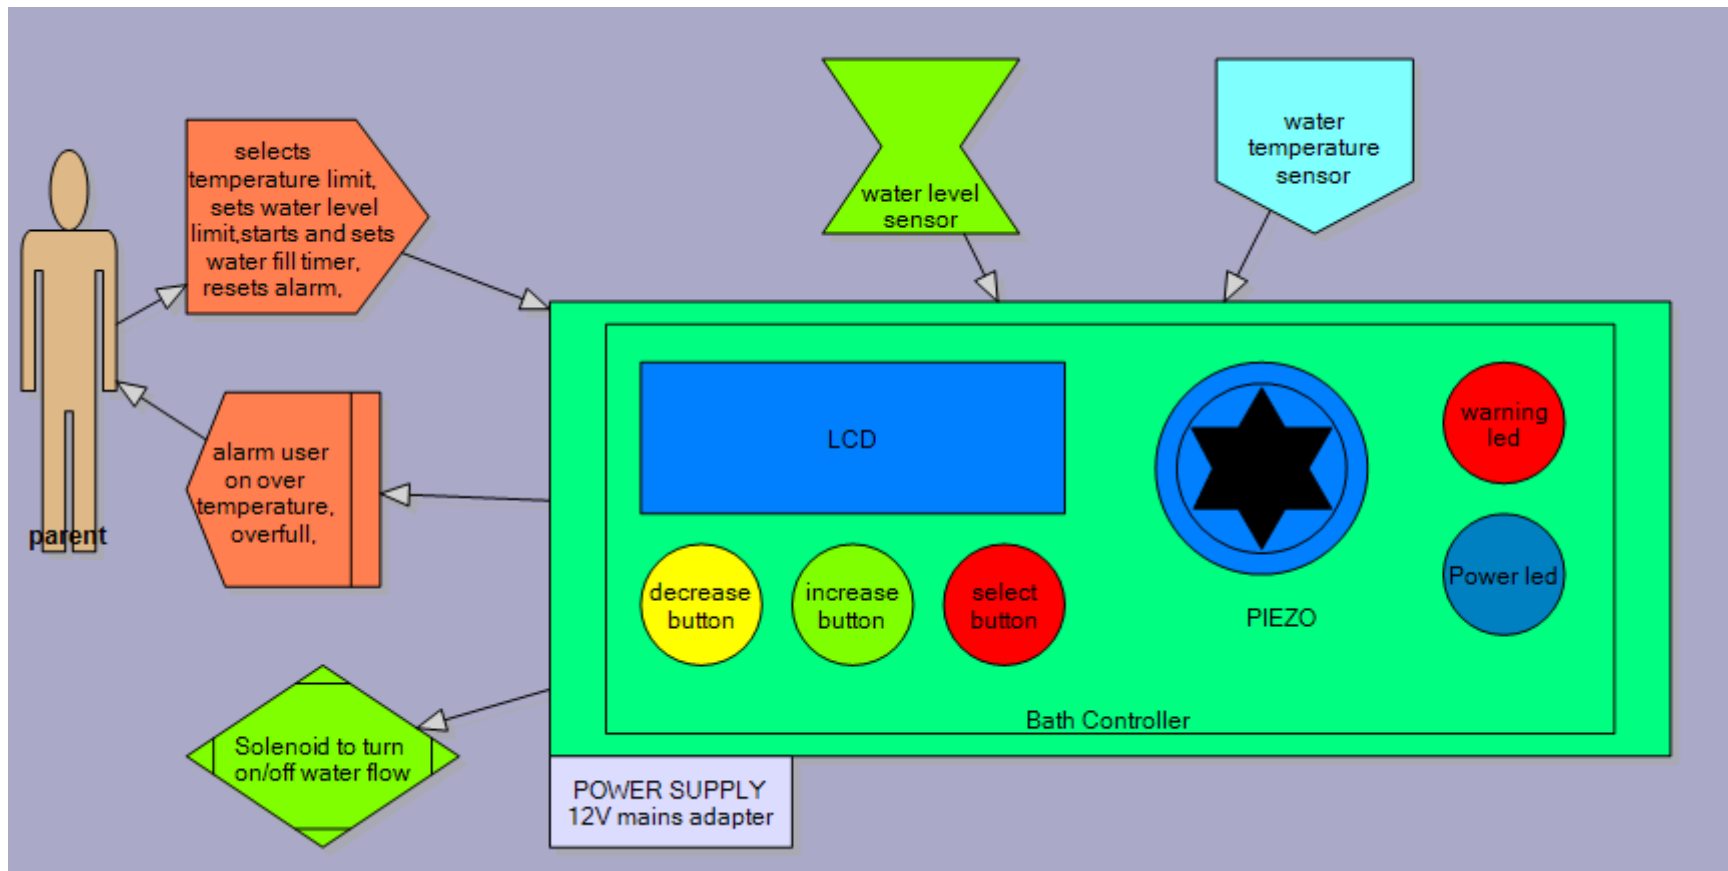 selects
temperature limit,
sets water level
limit,starts and sets
water fill timer,
resets alarm,
water level
sensor
water
temperature
sensor
parent
alarm user
on over
temperature,
overfull,
LCD
warning
led
decrease
button
increase
button
select
button
PIEZO
Power led
Bath Controller
Solenoid to turn
on/off water flow
POWER SUPPLY
12V mains adapter